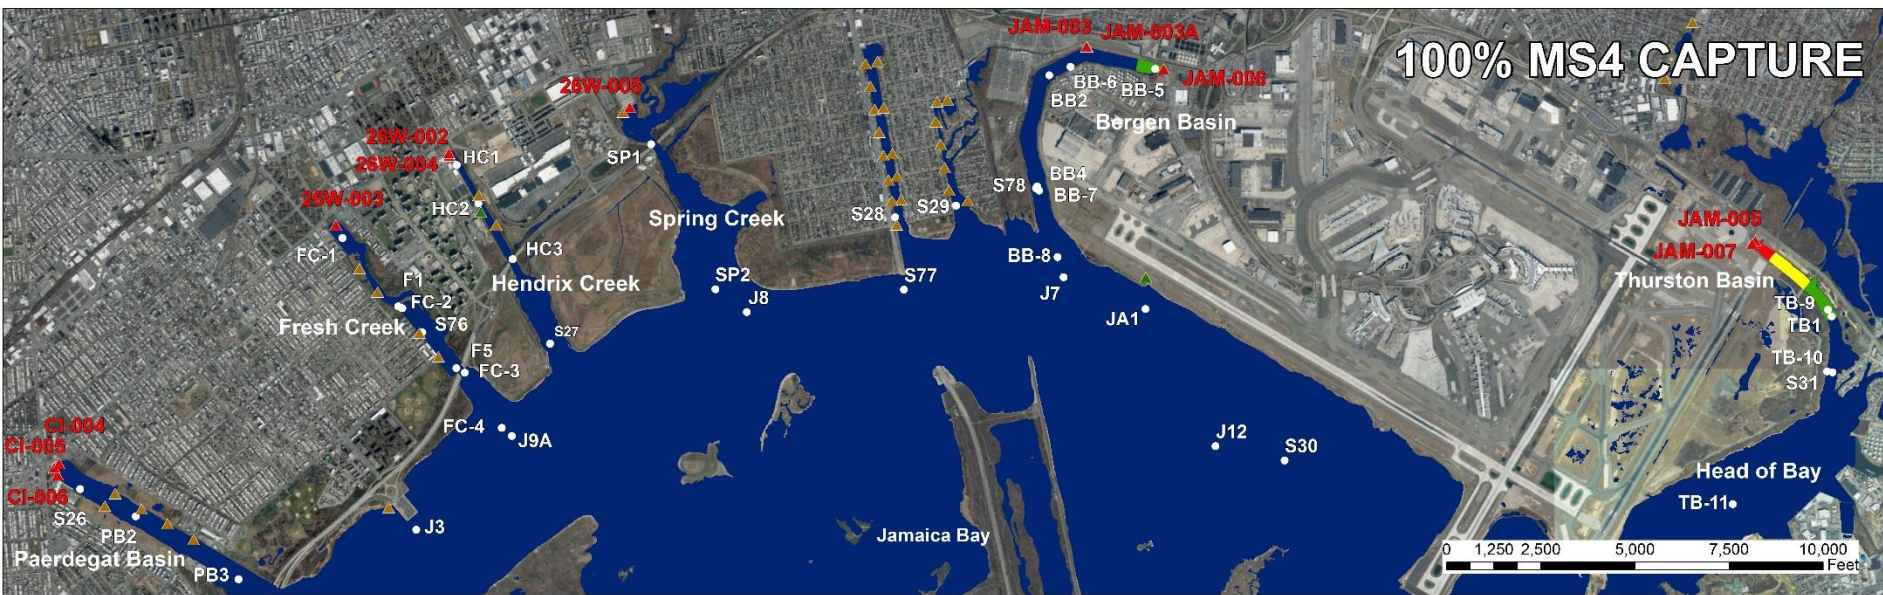 100% MS4 CAPTURE
JAM-003
JAM-003A
JAM-006
BB-6
BB-5
BB2
Bergen Basin
26W-005
26W-002
HC1
26W-004
SP1
BB4
S78
BB-7
26W-003
HC2
S28
S29
Spring Creek
JAM-005
JAM-007
FC-1
HC3
BB-8
Thurston Basin
F1
Hendrix Creek
SP2
J8
S77
J7
FC-2
TB-9
Fresh Creek
S76
S27
JA1
TB1
F5
FC-3
TB-10
S31
CI-004
CI-005
FC-4
J9A
J12
S30
Head of Bay
CI-006
S26
J3
TB-11
PB2
Jamaica Bay
Paerdegat Basin
PB3
0 1,250 2,500 5,000 7,500 10,000
Feet